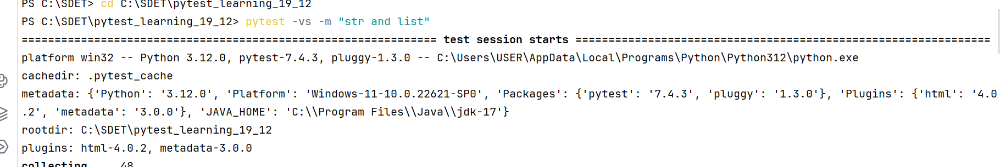 PS C:\SDET> cd C:\SDET\pytest_learning_19_12
PS C:\SDET\pytest_learning_19_12> pytest -vs -m "str and list"
=============================================================== test session starts ===============================================================
platform win32 -- Python 3.12.0, pytest-7.4.3, pluggy-1.3.0 -- C:\Users\USER\AppData\Local\Programs\Python\Python312\python.exe
cachedir: .pytest_cache
metadata: {'Python': '3.12.0', 'Platform': 'Windows-11-10.0.22621-SP0', 'Packages': {'pytest': '7.4.3', 'pluggy': '1.3.0'}, 'Plugins': {'html': '4.0
.2', 'metadata': '3.0.0'}, 'JAVA_HOME': 'C:\\Program Files\\Java\\jdk-17'}
rootdir: C:\SDET\pytest_learning_19_12
plugins: html-4.0.2, metadata-3.0.0
collecting 48